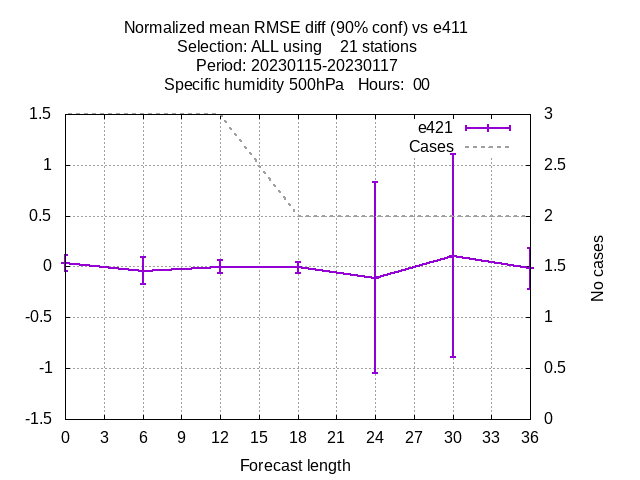 Normalized mean RMSE diff (90% conf) vs e411
Selection: ALL using    21 stations
Period: 20230115-20230117
Specific humidity 500hPa   Hours:  00
e421
Cases
1.5
1
0.5
0
-0.5
-1
-1.5
3
2.5
2
1.5
1
0.5
0
No cases
0 3 6 9 12 15 18 21 24 27 30 33 36
Forecast length